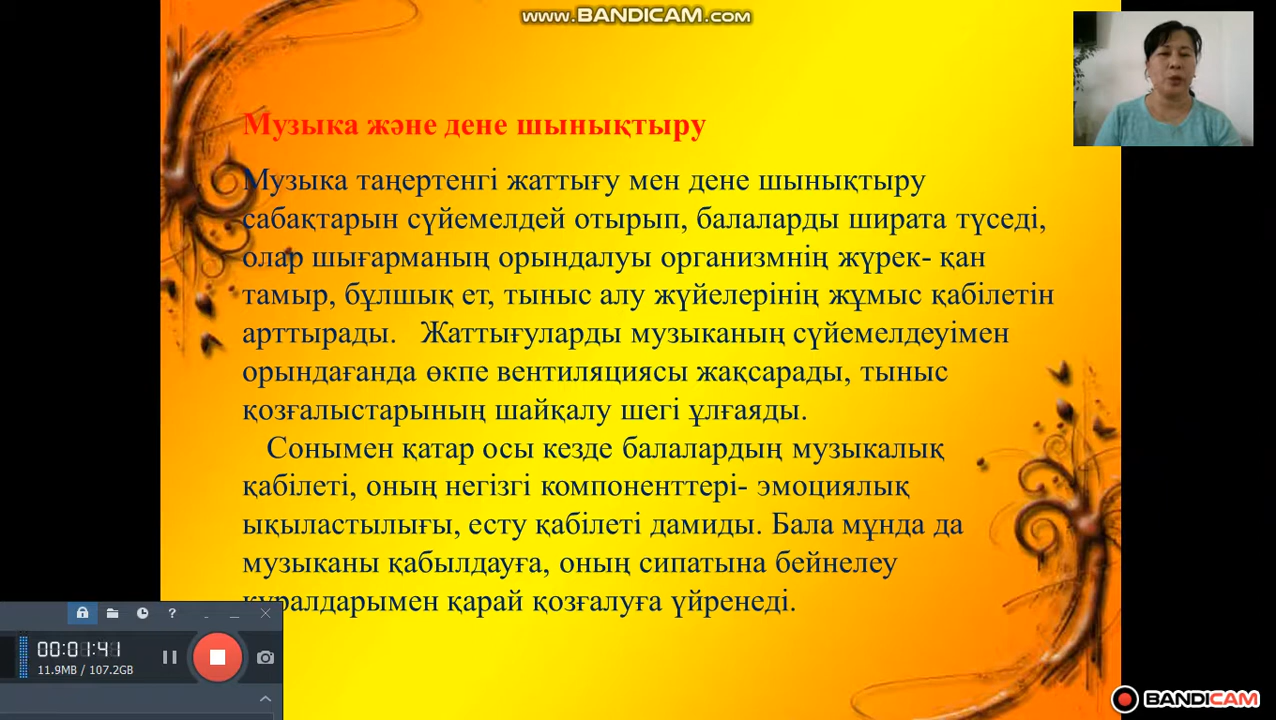 www.BANDICAM.com
Музыка және дене шынықтыру
Музыка таңертенгі жаттығу мен дене шынықтыру
сабақтарын сүйемелдей отырып, балаларды ширата түседі,
олар шығарманың орындалуы организмнің жүрек- қан
тамыр, бұлшық ет, тыныс алу жүйелерінің жұмыс қабілетін
арттырады. Жаттығуларды музыканың сүйемелдеуімен
орындағанда өкпе вентиляциясы жақсарады, тыныс
қозғалыстарының шайқалу шегі ұлғаяды.
Сонымен қатар осы кезде балалардың музыкалық
қабілеті, оның негізгі компоненттері- эмоциялық
ықыластылығы, есту қабілеті дамиды. Бала мұнда да
музыканы қабылдауға, оның сипатына бейнелеу
құралдарымен қарай қозғалуға үйренеді.
00:01:41
11.9MB / 107.2GB
BANDICAM